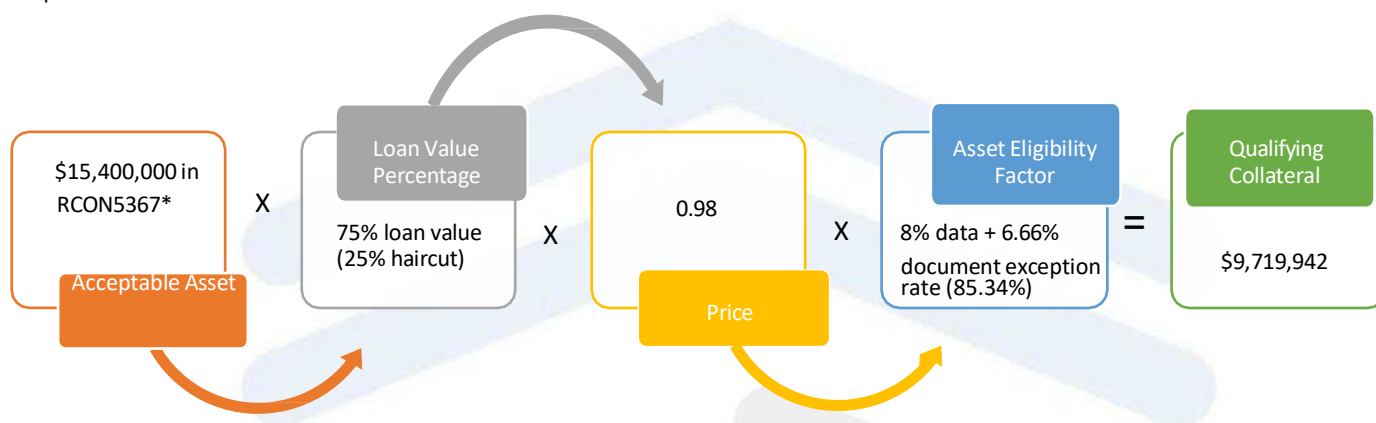 $15,400,000 in
RCON5367*
Acceptable Asset
X
Loan Value
Percentage
75% loan value
(25% haircut)
X
0.98
Price
X
Asset Eligibility
Factor
8% data + 6.66%
document exception
rate (85.34%)
=
Qualifying
Collateral
$9,719,942